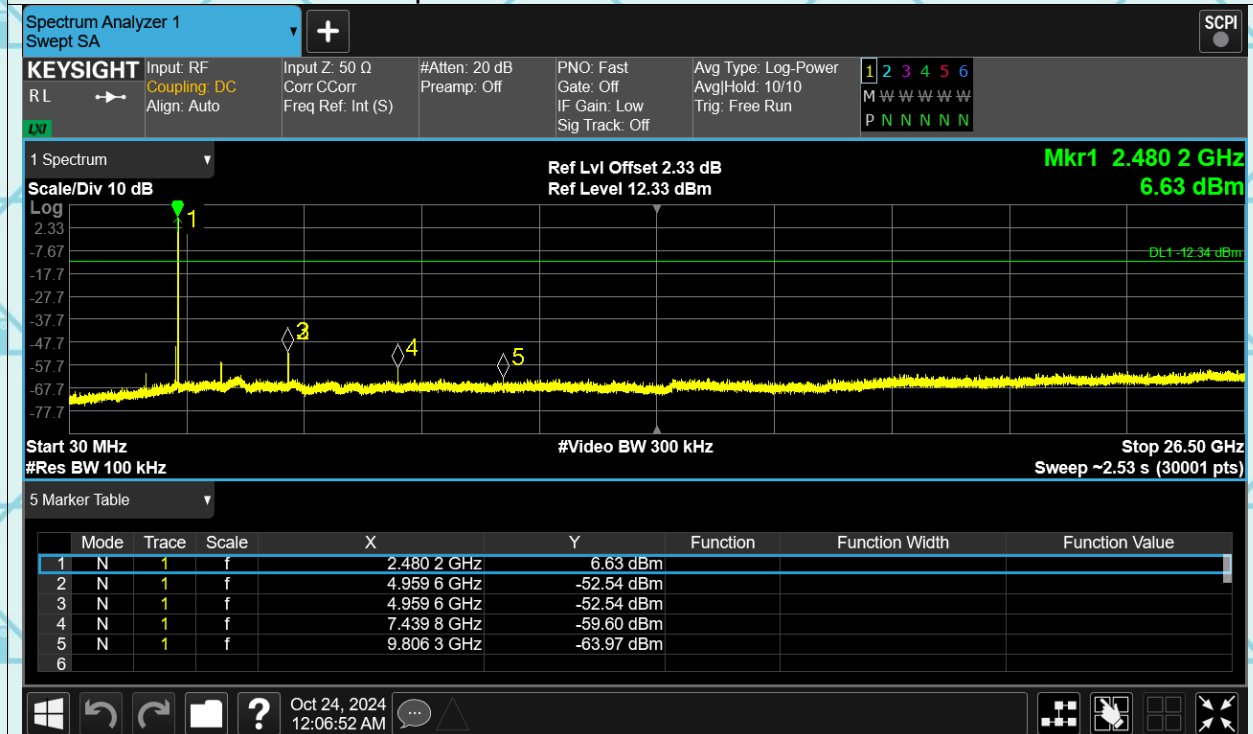 Spectrum Analyzer 1
Swept SA
+
SCPI
KEYSIGHT
RL
LXI
Input: RF
Coupling: DC
Align: Auto
Input Z: 50 Ω
Corr CCorr
Freq Ref: Int (S)
#Atten: 20 dB
Preamp: Off
PNO: Fast
Gate: Off
IF Gain: Low
Sig Track: Off
Avg Type: Log-Power
Avg|Hold: 10/10
Trig: Free Run
1 2 3 4 5 6
M W W W W W
P N N N N N
1 Spectrum
Scale/Div 10 dB
Ref Lvl Offset 2.33 dB
Ref Level 12.33 dBm
Mkr1 2.480 2 GHz
6.63 dBm
Log
2.33
-7.67
-17.7
-27.7
-37.7
-47.7
-57.7
-67.7
-77.7
1
3
4
5
DL1 -12.34 dBm
Start 30 MHz
#Video BW 300 kHz
Stop 26.50 GHz
#Res BW 100 kHz
Sweep ~2.53 s (30001 pts)
5 Marker Table
Mode Trace Scale X Y Function Function Width Function Value
1 N 1 f 2.480 2 GHz 6.63 dBm
2 N 1 f 4.959 6 GHz -52.54 dBm
3 N 1 f 4.959 6 GHz -52.54 dBm
4 N 1 f 7.439 8 GHz -59.60 dBm
5 N 1 f 9.806 3 GHz -63.97 dBm
6
?
Oct 24, 2024
12:06:52 AM